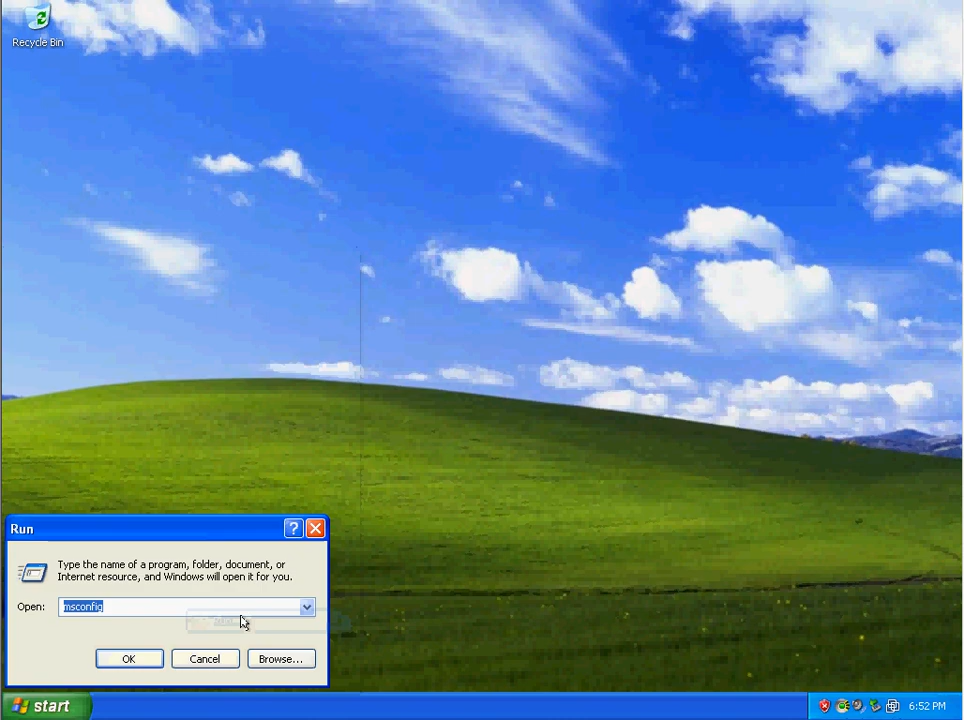 Recycle Bin
Run
Type the name of a program, folder, document, or
Internet resource, and Windows will open it for you.
Open:
msconfig
OK
Cancel
Browse...
start
6:52 PM